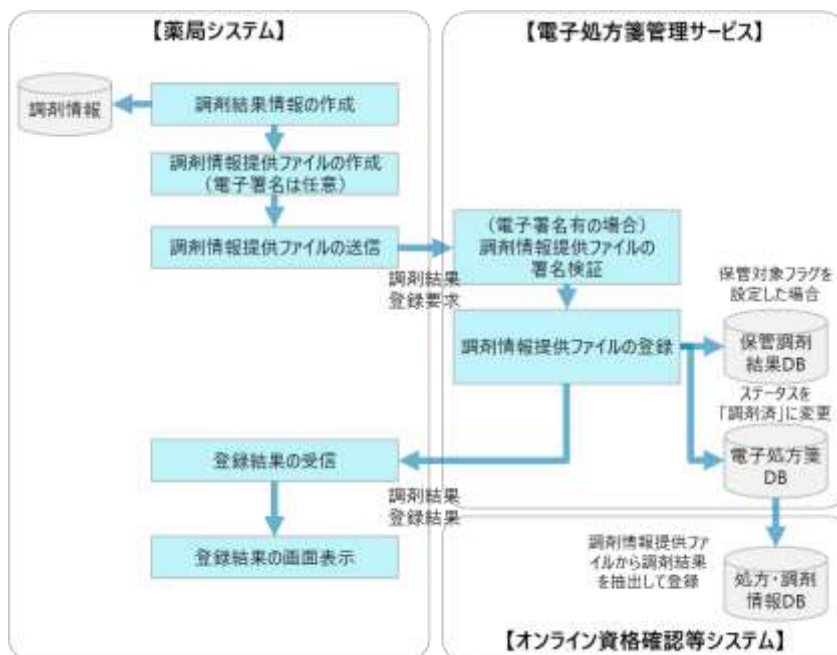 【薬局システム】
調剤情報
調剤結果情報の作成
調剤情報提供ファイルの作成
(電子署名は任意)
調剤情報提供ファイルの送信
調剤結果
登録要求
登録結果の受信
調剤結果
登録結果
登録結果の画面表示
【電子処方箋管理サービス】
(電子署名有の場合)
調剤情報提供ファイルの
署名検証
調剤情報提供ファイルの登録
保管対象フラグを
設定した場合
保管調剤
結果DB
ステータスを
「調剤済」に変更
電子処方箋
DB
調剤情報提供ファ
イルから調剤結果
を抽出して登録
処方・調剤
情報DB
【オンライン資格確認等システム】